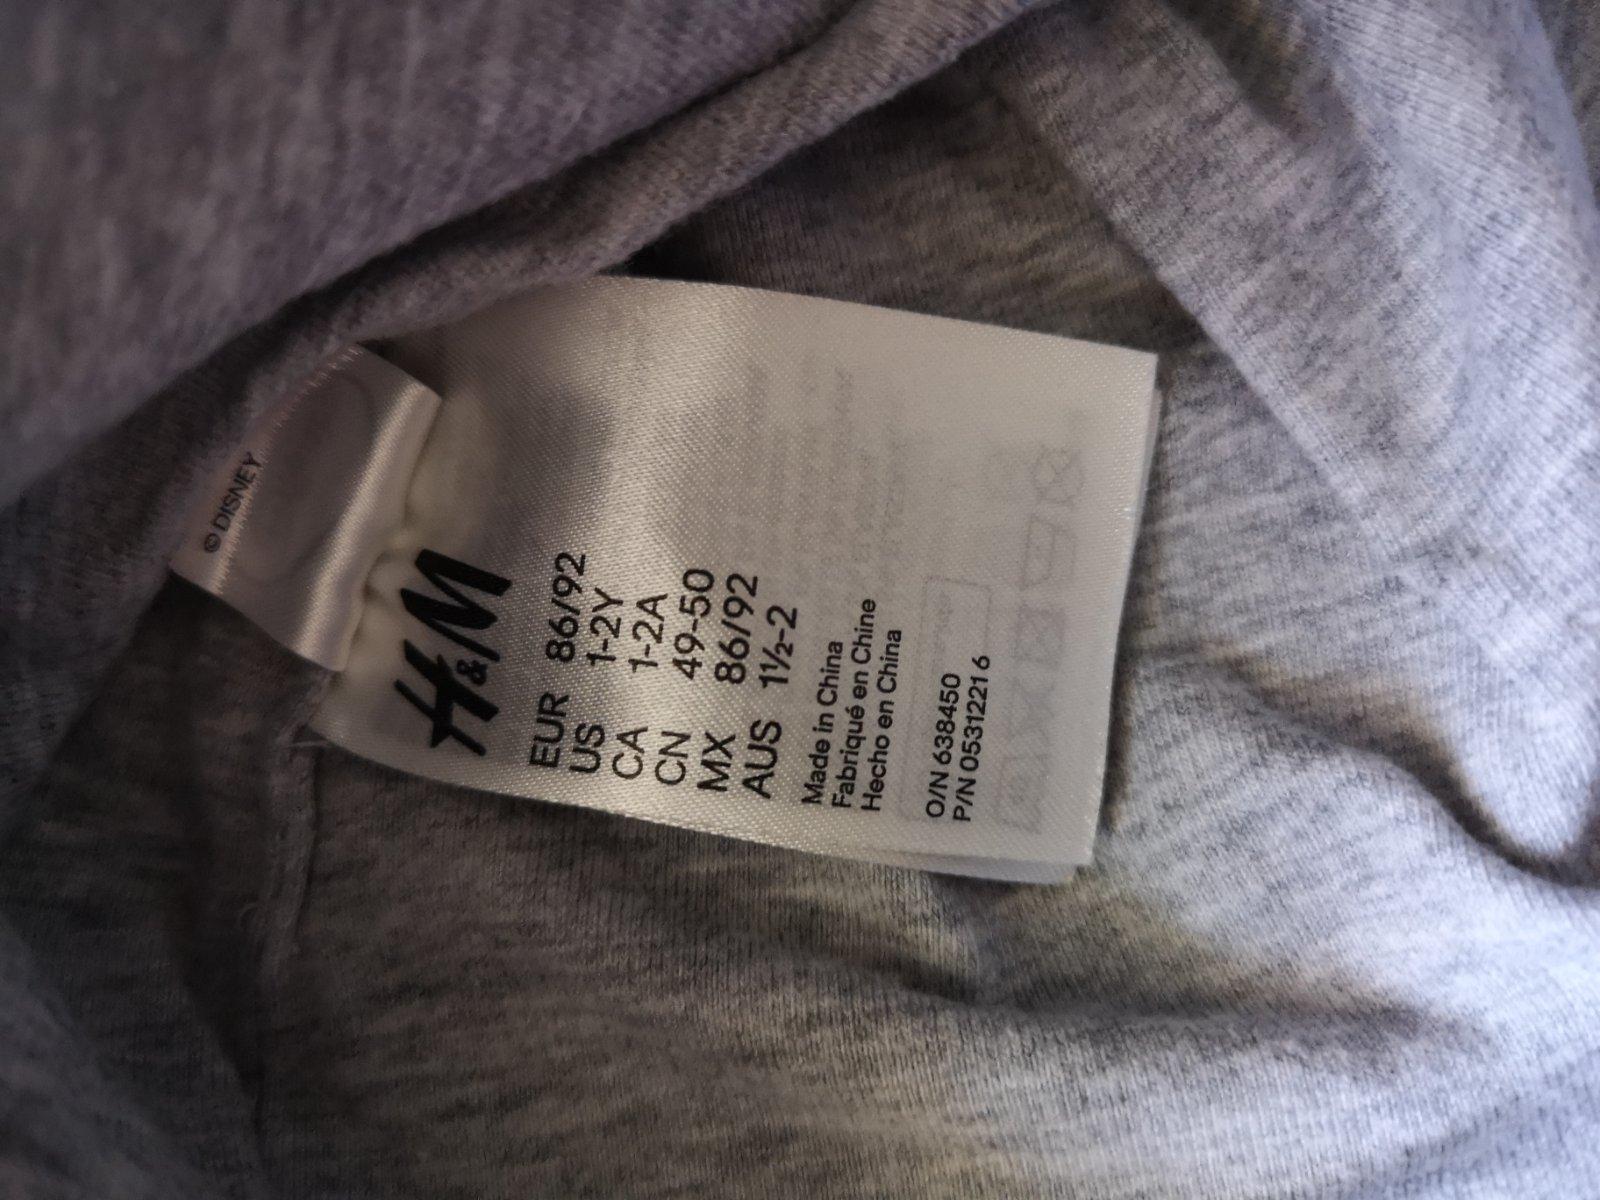 © DISNEY
H&M
EUR 86/92
US 1-2Y
CA 1-2A
CN 49-50
MX 86/92
AUS 1½-2
Made in China
Fabriqué en Chine
Hecho en China
O/N 638450
P/N 05312216